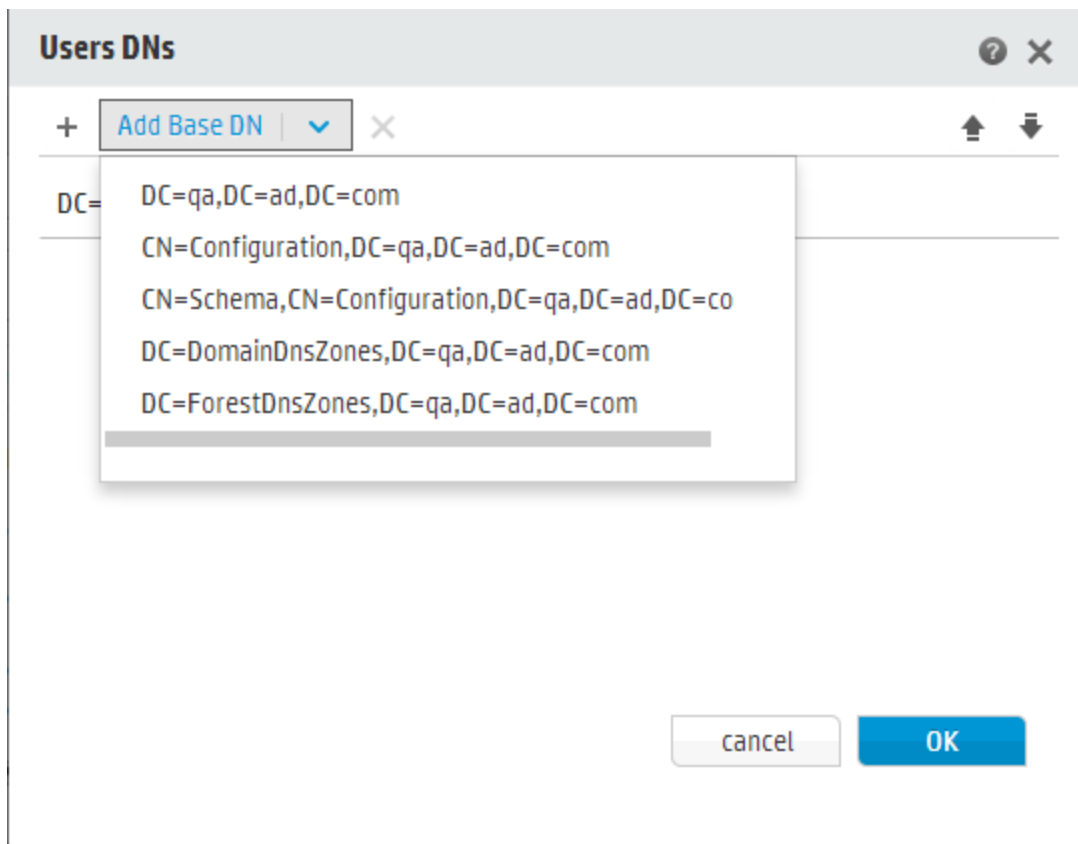 Users DNs
Add Base DN
DC=
DC=qa,DC=ad,DC=com
CN=Configuration,DC=qa,DC=ad,DC=com
CN=Schema,CN=Configuration,DC=qa,DC=ad,DC=co
DC=DomainDnsZones,DC=qa,DC=ad,DC=com
DC=ForestDnsZones,DC=qa,DC=ad,DC=com
cancel OK